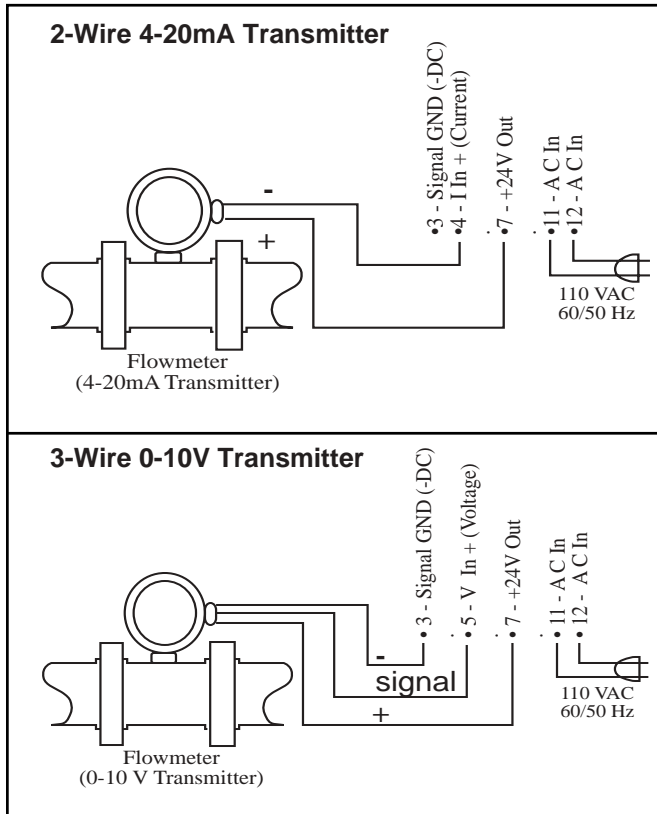 2-Wire 4-20mA Transmitter
3 - Signal GND (-DC)
4 - I In + (Current)
7 - +24V Out
11 - A C In
12 - A C In
-
+
110 VAC
60/50 Hz
Flowmeter
(4-20mA Transmitter)
3-Wire 0-10V Transmitter
3 - Signal GND (-DC)
5 - V In + (Voltage)
7 - +24V Out
11 - A C In
12 - A C In
-
signal
+
110 VAC
60/50 Hz
Flowmeter
(0-10 V Transmitter)